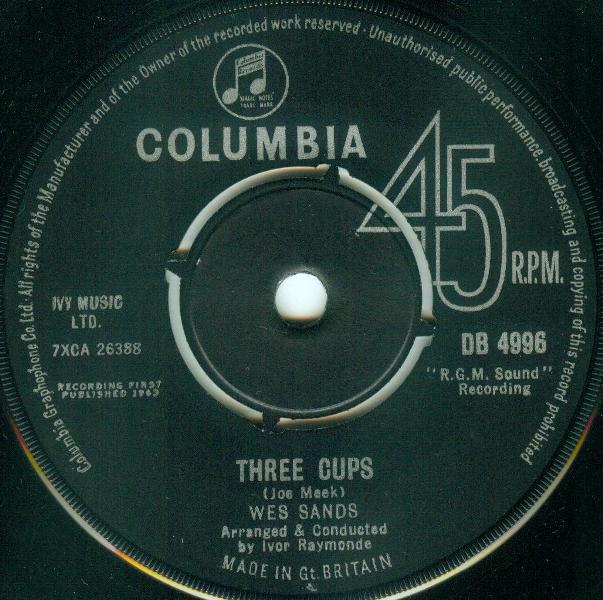 Columbia Graphophone Co. Ltd. · All rights of the Manufacturer and of the Owner of the recorded work reserved · Unauthorised public performance, broadcasting and copying of this record prohibited
Columbia
Records
MAGIC NOTES
TRADE MARK
COLUMBIA
45
R.P.M.
IVY MUSIC
LTD.
7XCA 26388
RECORDING FIRST
PUBLISHED 1963
DB 4996
"R.G.M. Sound"
Recording
THREE CUPS
(Joe Meek)
WES SANDS
Arranged & Conducted
by Ivor Raymonde
MADE IN Gt. BRITAIN